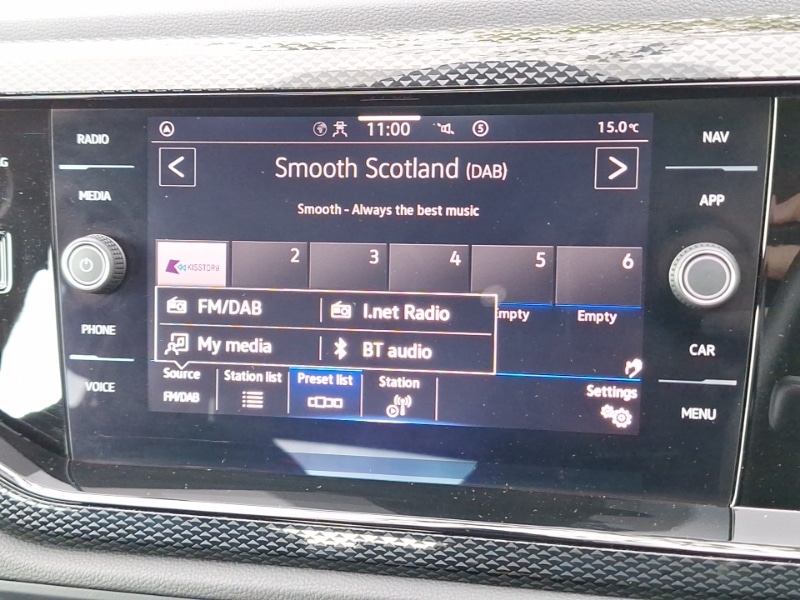 RADIO
MEDIA
PHONE
VOICE
11:00
5
15.0°C
Smooth Scotland (DAB)
Smooth - Always the best music
KISSTORY
2
3
4
5
6
Empty
FM/DAB
I.net Radio
My media
BT audio
Source
FM/DAB
Station list
Preset list
Station
Settings
NAV
APP
CAR
MENU